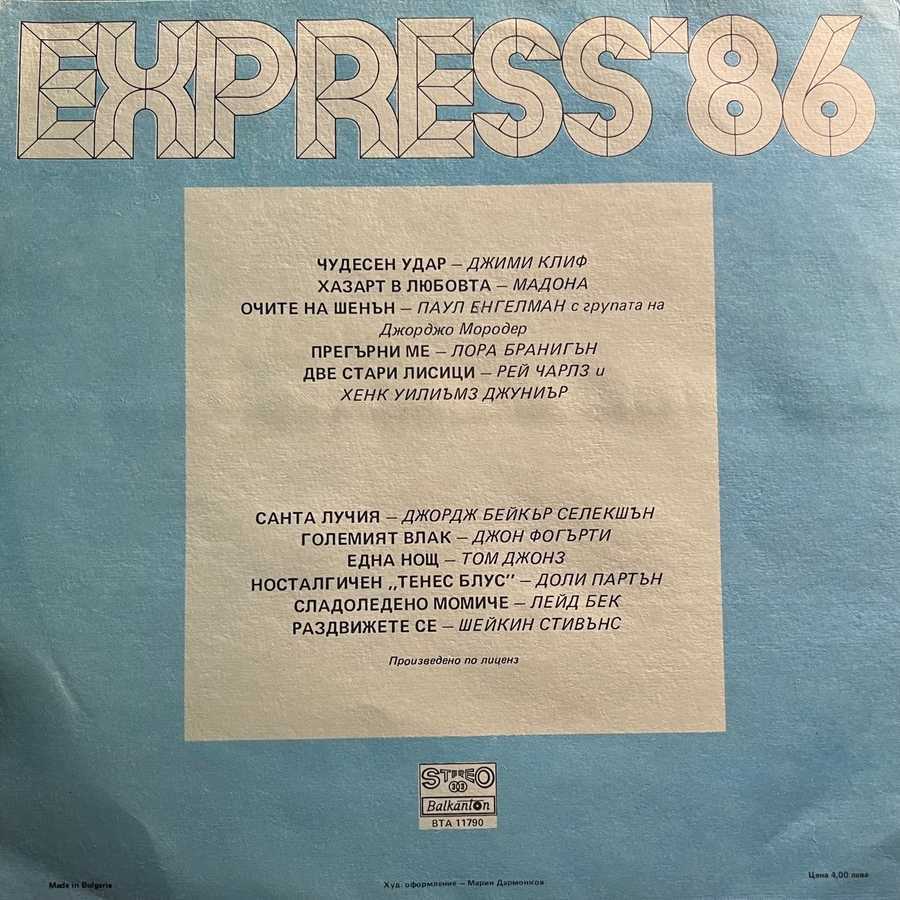 EXPRESS'86
ЧУДЕСЕН УДАР – ДЖИМИ КЛИФ
ХАЗАРТ В ЛЮБОВТА – МАДОНА
ОЧИТЕ НА ШЕНЪН – ПАУЛ ЕНГЕЛМАН с групата на
Джорджо Мородер
ПРЕГЪРНИ МЕ – ЛОРА БРАНИГЪН
ДВЕ СТАРИ ЛИСИЦИ – РЕЙ ЧАРЛЗ и
ХЕНК УИЛИЪМЗ ДЖУНИЪР
САНТА ЛУЧИЯ – ДЖОРДЖ БЕЙКЪР СЕЛЕКШЪН
ГОЛЕМИЯТ ВЛАК – ДЖОН ФОГЪРТИ
ЕДНА НОЩ – ТОМ ДЖОНЗ
НОСТАЛГИЧЕН „ТЕНЕС БЛУС" – ДОЛИ ПАРТЪН
СЛАДОЛЕДЕНО МОМИЧЕ – ЛЕЙД БЕК
РАЗДВИЖЕТЕ СЕ – ШЕЙКИН СТИВЪНС
Произведено по лиценз
STEREO
33
Balkanton
ВТА 11790
Made in Bulgaria
Худ. оформление – Марин Дармонков
Цена 4,00 лева